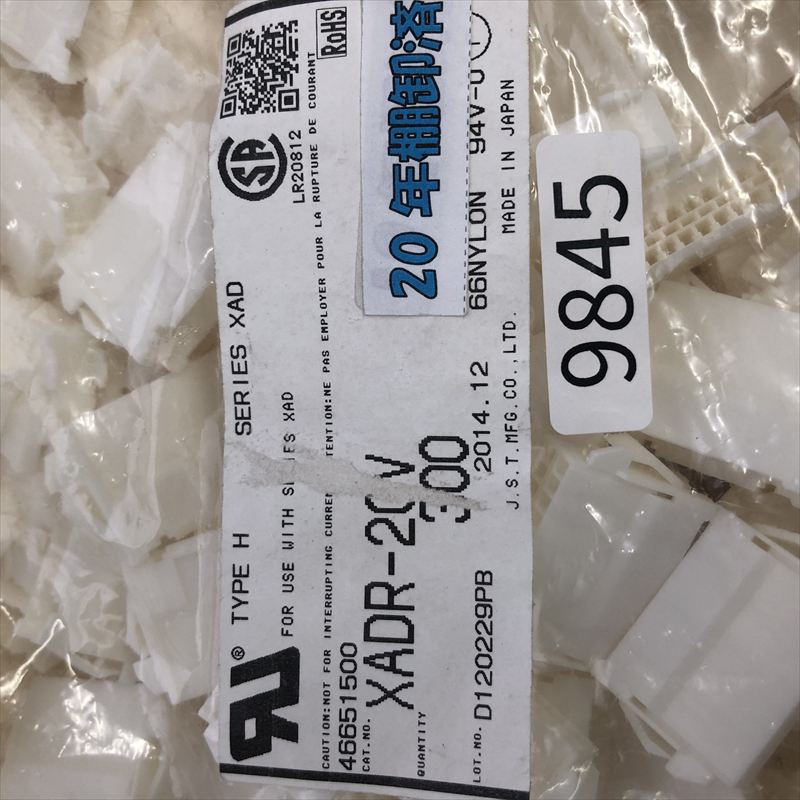 TYPE H SERIES XAD
FOR USE WITH SERIES XAD
LR20812
RoHS
CAUTION:NOT FOR INTERRUPTING CURRE TENTION:NE PAS EMPLOYER POUR LA RUPTURE DE COURANT
46651500
CAT.NO. XADR-20V
QUANTITY 300
2014.12 66NYLON 94V-0
LOT.NO. D120229PB
J.S.T.MFG.CO.,LTD. MADE IN JAPAN
20年棚卸済
9845